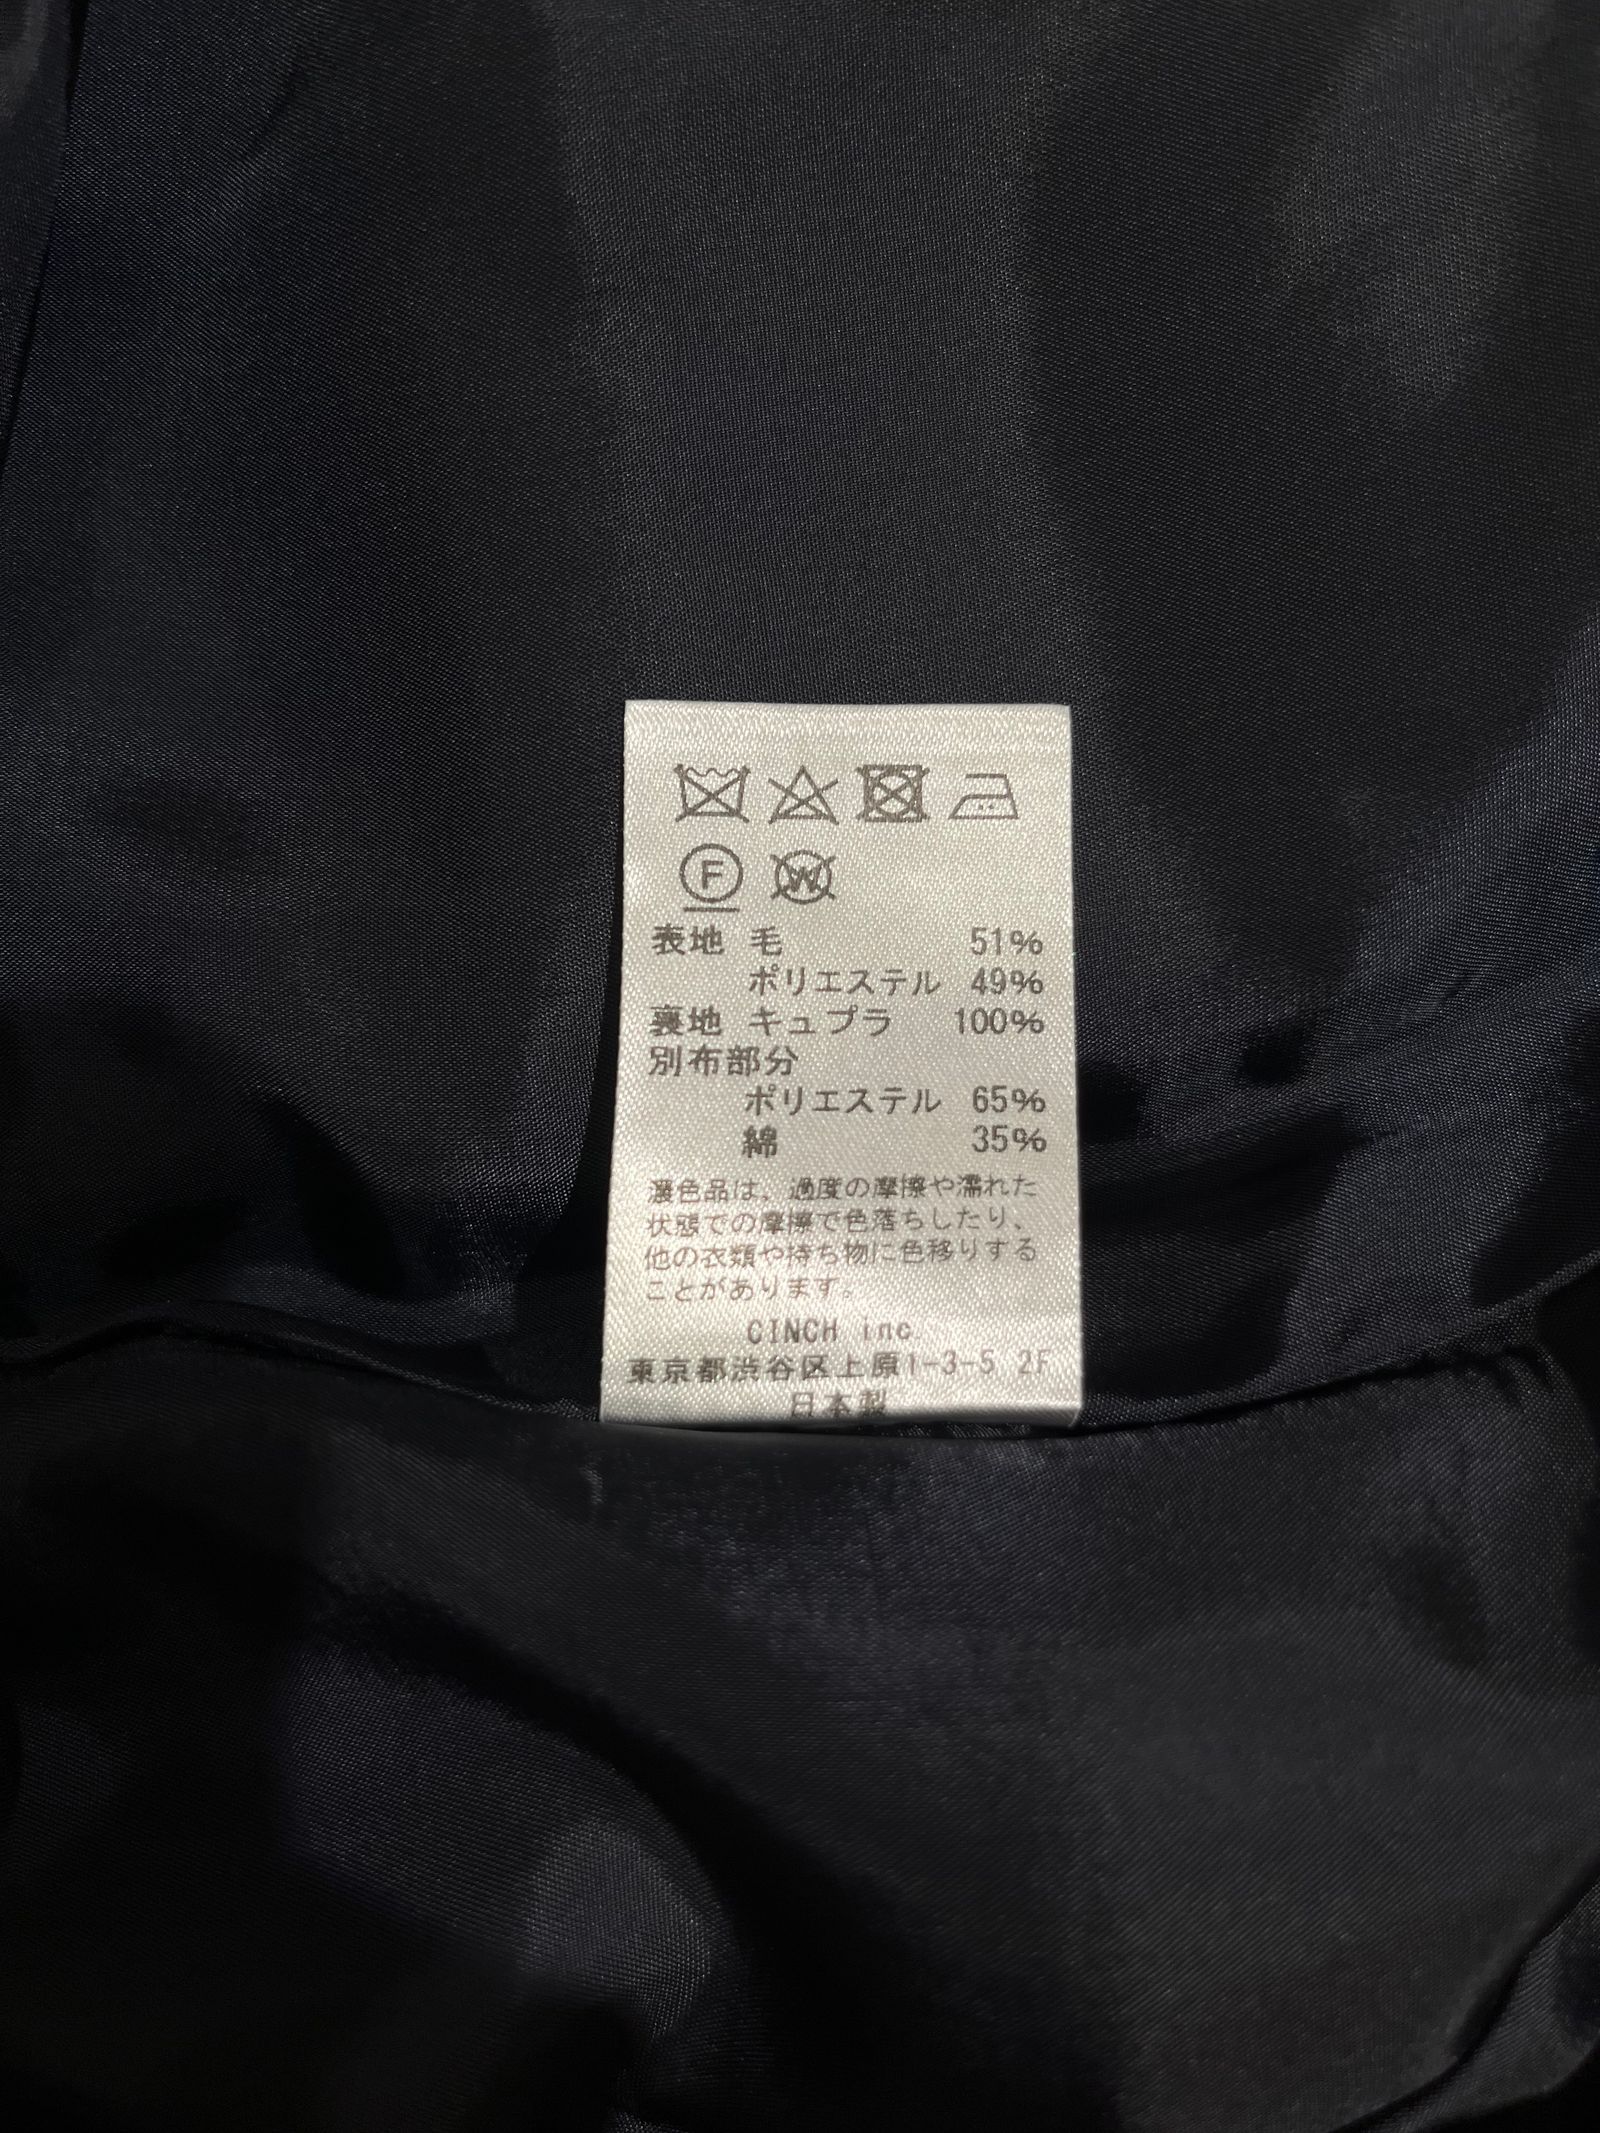 F W
表地 毛 51%
ポリエステル 49%
裏地 キュプラ 100%
別布部分
ポリエステル 65%
綿 35%
濃色品は、過度の摩擦や濡れた
状態での摩擦で色落ちしたり、
他の衣類や持ち物に色移りする
ことがあります。
CINCH inc.
東京都渋谷区上原1-3-5 2F
日本製